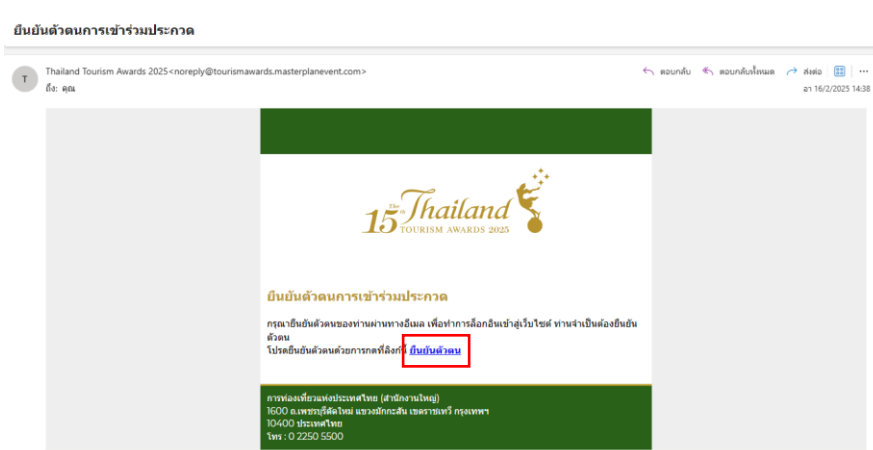 ยืนยันตัวตนการเข้าร่วมประกวด
T
Thailand Tourism Awards 2025<noreply@tourismawards.masterplanevent.com>
ตอบกลับ ตอบกลับทั้งหมด ส่งต่อ
ถึง: คุณ
อา 16/2/2025 14:38
The
15th Thailand
TOURISM AWARDS 2025
ยืนยันตัวตนการเข้าร่วมประกวด
กรุณายืนยันตัวตนของท่านผ่านทางอีเมล เพื่อทำการล็อกอินเข้าสู่เว็บไซต์ ท่านจำเป็นต้องยืนยัน
ตัวตน
โปรดยืนยันตัวตนด้วยการกดที่ลิงก์นี้ ยืนยันตัวตน
การท่องเที่ยวแห่งประเทศไทย (สำนักงานใหญ่)
1600 ถ.เพชรบุรีตัดใหม่ แขวงมักกะสัน เขตราชเทวี กรุงเทพฯ
10400 ประเทศไทย
โทร : 0 2250 5500